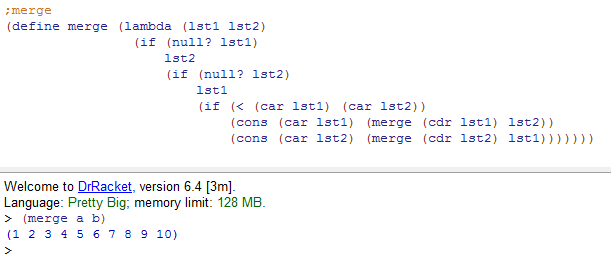 ;merge
(define merge (lambda (lst1 lst2)
(if (null? lst1)
lst2
(if (null? lst2)
lst1
(if (< (car lst1) (car lst2))
(cons (car lst1) (merge (cdr lst1) lst2))
(cons (car lst2) (merge (cdr lst2) lst1)))))))
Welcome to DrRacket, version 6.4 [3m].
Language: Pretty Big; memory limit: 128 MB.
> (merge a b)
(1 2 3 4 5 6 7 8 9 10)
>